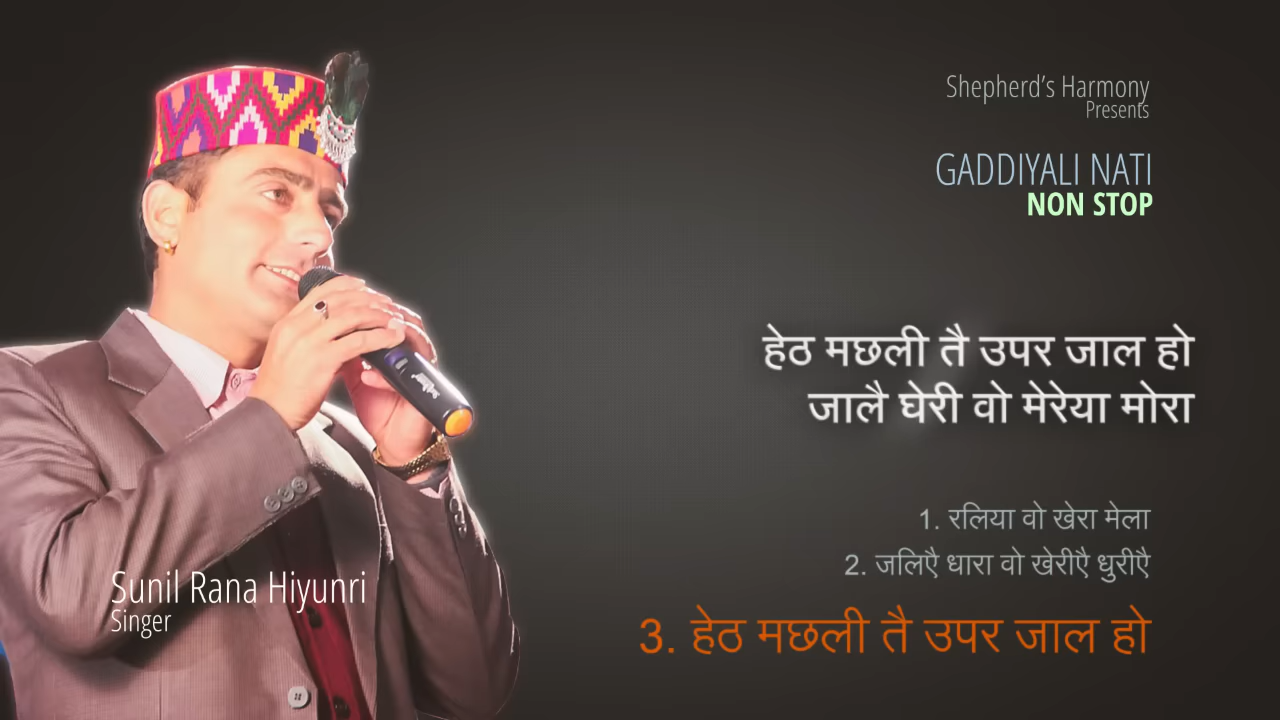 Shepherd's Harmony
Presents
GADDIYALI NATI
NON STOP
हेठ मछली तै उपर जाल हो
जालै घेरी वो मेरेया मोरा
1. रलिया वो खेरा मेला
2. जलिएै धारा वो खेरीएै धुरीएै
3. हेठ मछली तै उपर जाल हो
Sunil Rana Hiyunri
Singer